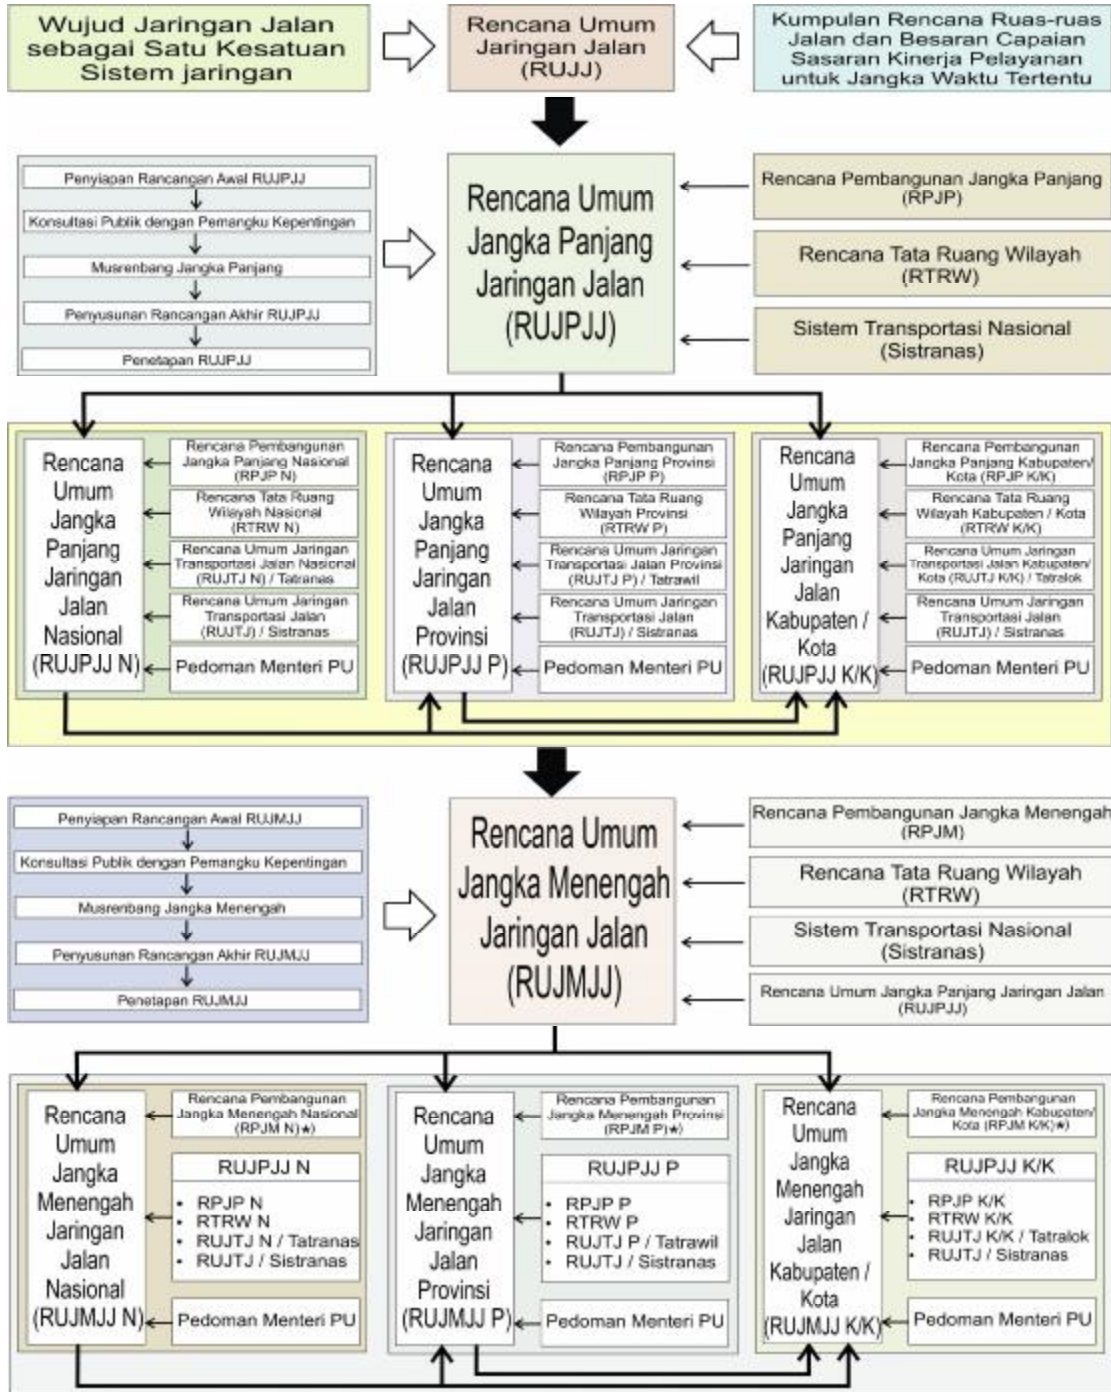 Wujud Jaringan Jalan
sebagai Satu Kesatuan
Sistem jaringan
Rencana Umum
Jaringan Jalan
(RUJJ)
Kumpulan Rencana Ruas-ruas
Jalan dan Besaran Capaian
Sasaran Kinerja Pelayanan
untuk Jangka Waktu Tertentu
Penyiapan Rancangan Awal RUJPJJ
Konsultasi Publik dengan Pemangku Kepentingan
Musrenbang Jangka Panjang
Penyusunan Rancangan Akhir RUJPJJ
Penetapan RUJPJJ
Rencana Umum
Jangka Panjang
Jaringan Jalan
(RUJPJJ)
Rencana Pembangunan Jangka Panjang
(RPJP)
Rencana Tata Ruang Wilayah
(RTRW)
Sistem Transportasi Nasional
(Sistranas)
Rencana
Umum
Jangka
Panjang
Jaringan
Jalan
Nasional
(RUJPJJ N)
Rencana Pembangunan
Jangka Panjang Nasional
(RPJP N)
Rencana Tata Ruang
Wilayah Nasional
(RTRW N)
Rencana Umum Jaringan
Transportasi Jalan Nasional
(RUJTJ N) / Tatranas
Rencana Umum Jaringan
Transportasi Jalan
(RUJTJ) / Sistranas
Pedoman Menteri PU
Rencana
Umum
Jangka
Panjang
Jaringan
Jalan
Provinsi
(RUJPJJ P)
Rencana Pembangunan
Jangka Panjang Provinsi
(RPJP P)
Rencana Tata Ruang
Wilayah Provinsi
(RTRW P)
Rencana Umum Jaringan
Transportasi Jalan Provinsi
(RUJTJ P) / Tatrawil
Rencana Umum Jaringan
Transportasi Jalan
(RUJTJ) / Sistranas
Pedoman Menteri PU
Rencana
Umum
Jangka
Panjang
Jaringan
Jalan
Kabupaten /
Kota
(RUJPJJ K/K)
Rencana Pembangunan
Jangka Panjang Kabupaten/
Kota (RPJP K/K)
Rencana Tata Ruang
Wilayah Kabupaten / Kota
(RTRW K/K)
Rencana Umum Jaringan
Transportasi Jalan Kabupaten/
Kota (RUJTJ K/K) / Tatralok
Rencana Umum Jaringan
Transportasi Jalan
(RUJTJ) / Sistranas
Pedoman Menteri PU
Penyiapan Rancangan Awal RUJMJJ
Konsultasi Publik dengan Pemangku Kepentingan
Musrenbang Jangka Menengah
Penyusunan Rancangan Akhir RUJMJJ
Penetapan RUJMJJ
Rencana Umum
Jangka Menengah
Jaringan Jalan
(RUJMJJ)
Rencana Pembangunan Jangka Menengah
(RPJM)
Rencana Tata Ruang Wilayah
(RTRW)
Sistem Transportasi Nasional
(Sistranas)
Rencana Umum Jangka Panjang Jaringan Jalan
(RUJPJJ)
Rencana
Umum
Jangka
Menengah
Jaringan
Jalan
Nasional
(RUJMJJ N)
Rencana Pembangunan
Jangka Menengah Nasional
(RPJM N)★)
RUJPJJ N
• RPJP N
• RTRW N
• RUJTJ N / Tatranas
• RUJTJ / Sistranas
Pedoman Menteri PU
Rencana
Umum
Jangka
Menengah
Jaringan
Jalan
Provinsi
(RUJMJJ P)
Rencana Pembangunan
Jangka Menengah Provinsi
(RPJM P)★)
RUJPJJ P
• RPJP P
• RTRW P
• RUJTJ P / Tatrawil
• RUJTJ / Sistranas
Pedoman Menteri PU
Rencana
Umum
Jangka
Menengah
Jaringan
Jalan
Kabupaten /
Kota
(RUJMJJ K/K)
Rencana Pembangunan
Jangka Menengah Kabupaten/
Kota (RPJM K/K)★)
RUJPJJ K/K
• RPJP K/K
• RTRW K/K
• RUJTJ K/K / Tatralok
• RUJTJ / Sistranas
Pedoman Menteri PU